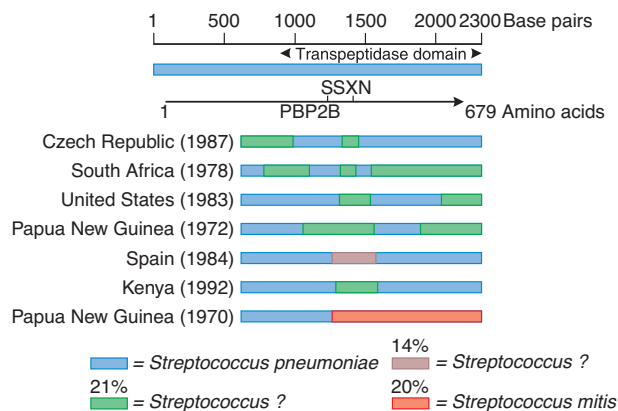 1 500 1000 1500 2000 2300 Base pairs
Transpeptidase domain
SSXN
1 PBP2B 679 Amino acids
Czech Republic (1987)
South Africa (1978)
United States (1983)
Papua New Guinea (1972)
Spain (1984)
Kenya (1992)
Papua New Guinea (1970)
= Streptococcus pneumoniae
14%
= Streptococcus ?
21%
= Streptococcus ?
20%
= Streptococcus mitis